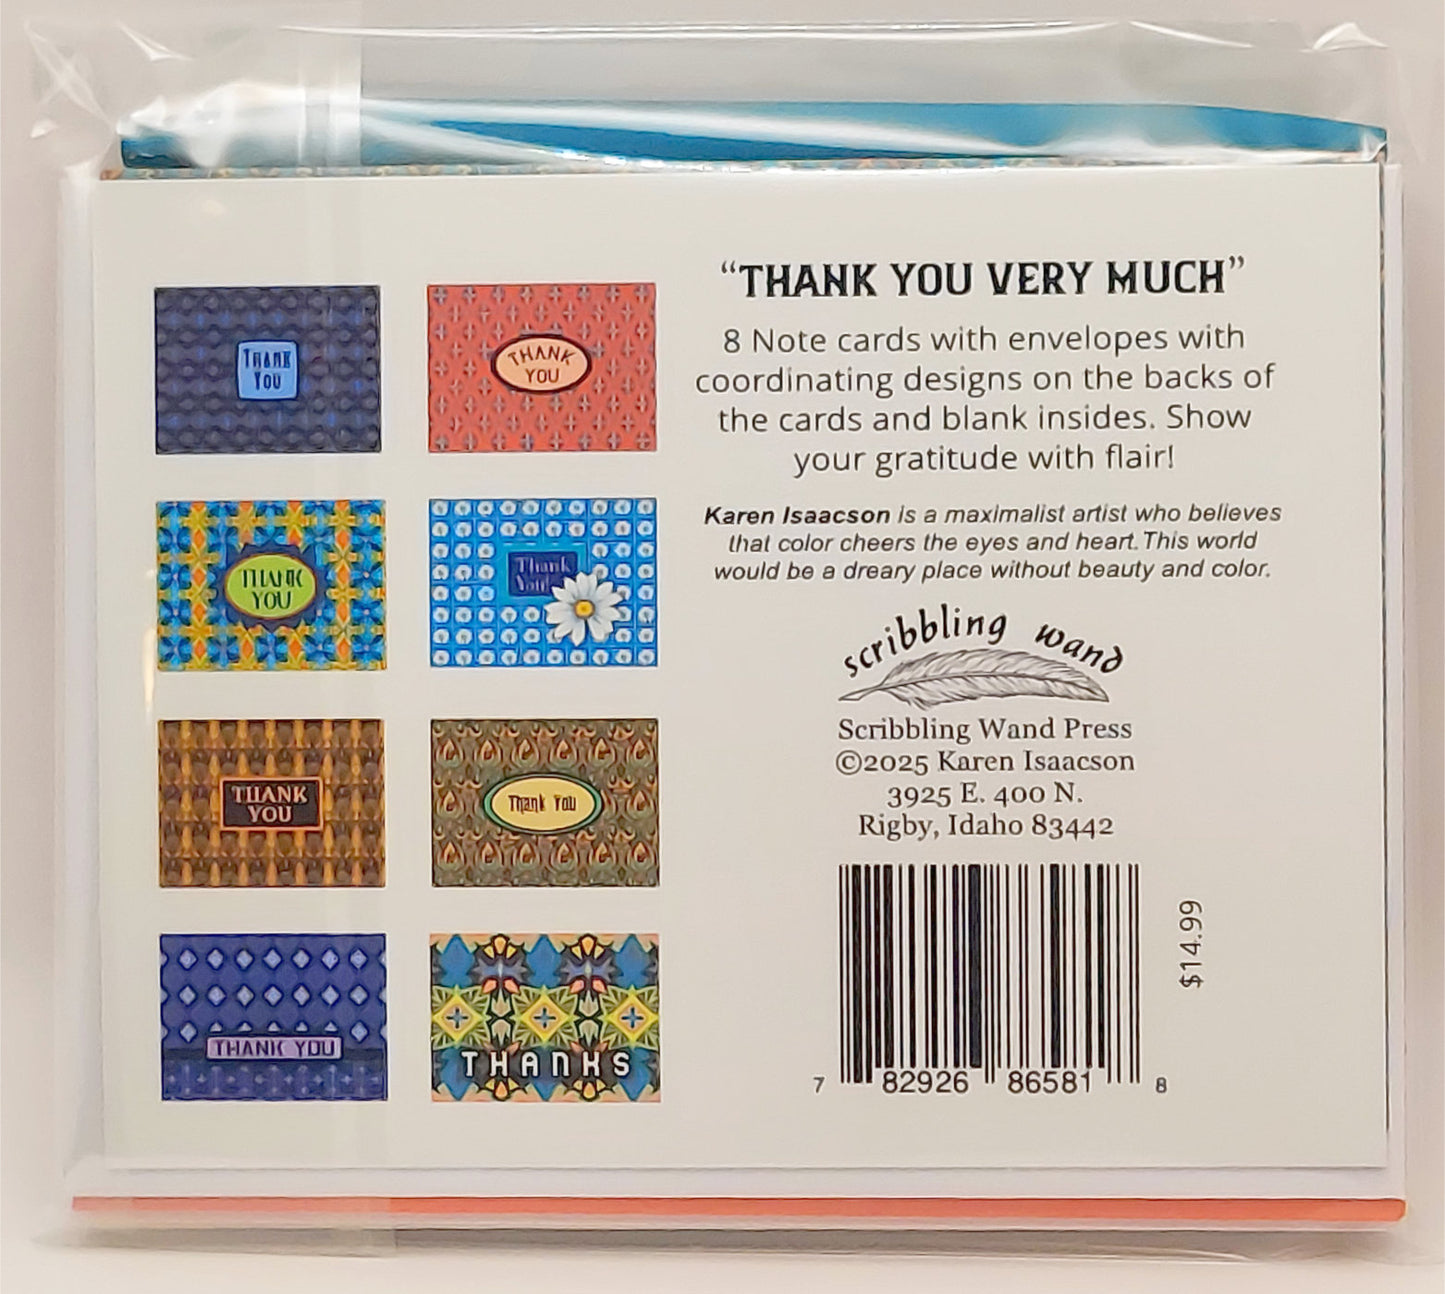 THANK
YOU
THANK
YOU
THANK
YOU
Thank
You
THANK
YOU
Thank You
THANK YOU
THANKS
“THANK YOU VERY MUCH”
8 Note cards with envelopes with
coordinating designs on the backs of
the cards and blank insides. Show
your gratitude with flair!
Karen Isaacson is a maximalist artist who believes
that color cheers the eyes and heart. This world
would be a dreary place without beauty and color.
scribbling wand
Scribbling Wand Press
©2025 Karen Isaacson
3925 E. 400 N.
Rigby, Idaho 83442
7 82926 86581 8
$14.99